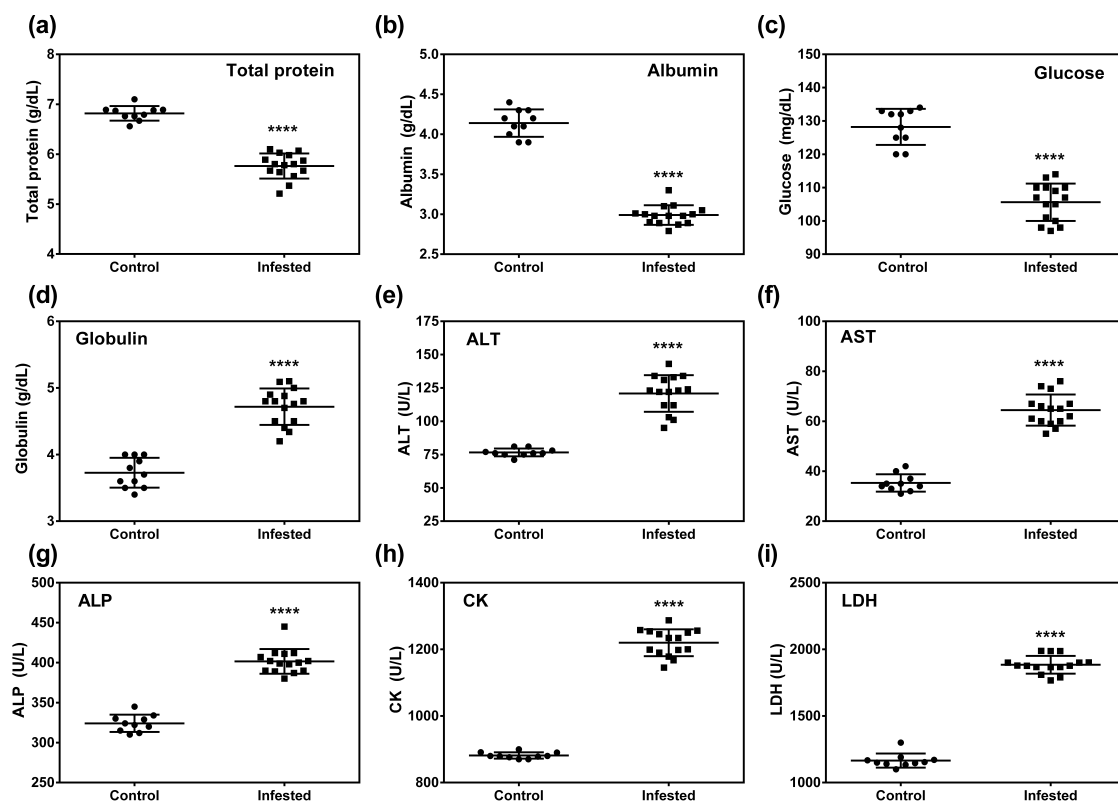 (a)
Total protein
Total protein (g/dL)
8
7
6
5
4
****
Control Infested
(b)
Albumin
Albumin (g/dL)
5.0
4.5
4.0
3.5
3.0
2.5
****
Control Infested
(c)
Glucose
Glucose (mg/dL)
150
140
130
120
110
100
90
****
Control Infested
(d)
Globulin
Globulin (g/dL)
6
5
4
3
****
Control Infested
(e)
ALT
ALT (U/L)
175
150
125
100
75
50
25
****
Control Infested
(f)
AST
AST (U/L)
100
80
60
40
20
****
Control Infested
(g)
ALP
ALP (U/L)
500
450
400
350
300
250
****
Control Infested
(h)
CK
CK (U/L)
1400
1200
1000
800
****
Control Infested
(i)
LDH
LDH (U/L)
2500
2000
1500
1000
****
Control Infested